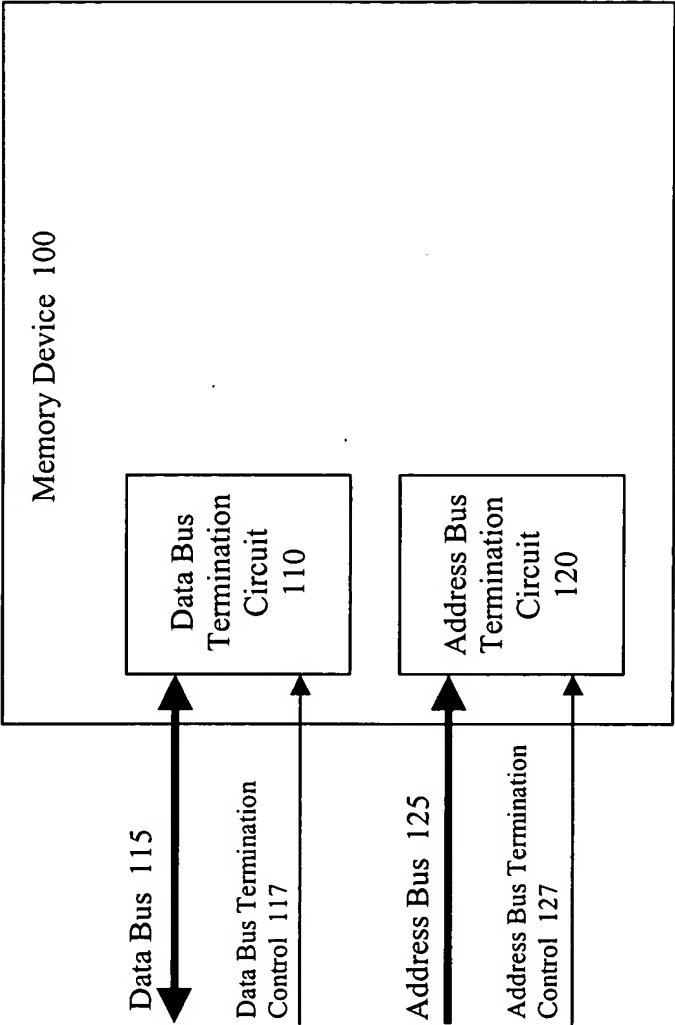 Memory Device 100
Data Bus
Termination
Circuit
110
Address Bus
Termination
Circuit
120
Data Bus 115
Data Bus Termination
Control 117
Address Bus 125
Address Bus Termination
Control 127